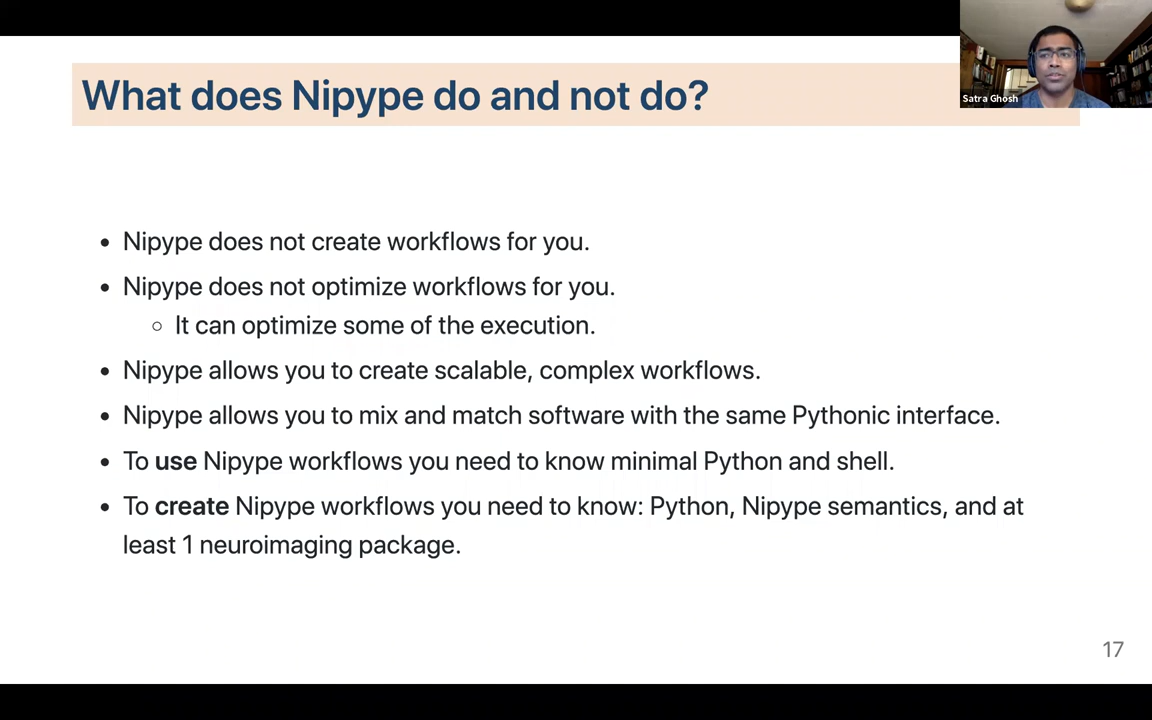 What does Nipype do and not do?
Satra Ghosh
• Nipype does not create workflows for you.
• Nipype does not optimize workflows for you.
○ It can optimize some of the execution.
• Nipype allows you to create scalable, complex workflows.
• Nipype allows you to mix and match software with the same Pythonic interface.
• To use Nipype workflows you need to know minimal Python and shell.
• To create Nipype workflows you need to know: Python, Nipype semantics, and at
least 1 neuroimaging package.
17